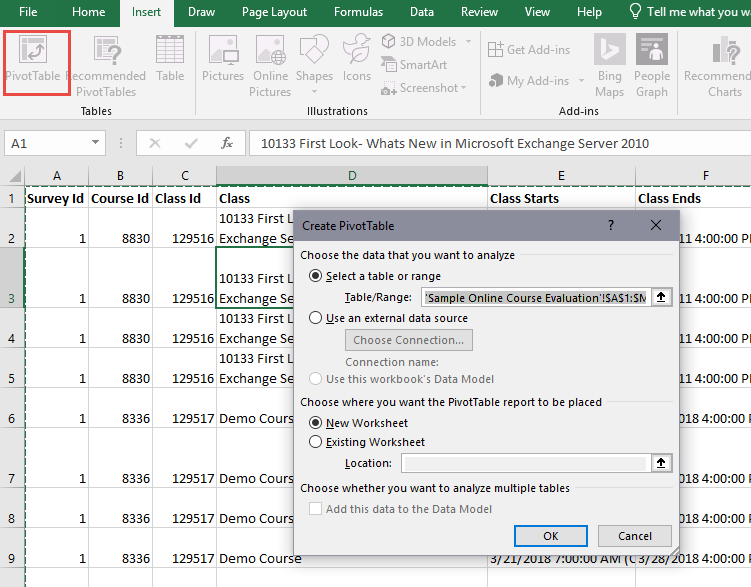 File Home Insert Draw Page Layout Formulas Data Review View Help Tell me what you w
PivotTable Recommended PivotTables Table Pictures Online Pictures Shapes Icons 3D Models SmartArt Screenshot Get Add-ins My Add-ins Bing Maps People Graph Recommend Charts
Tables Illustrations Add-ins
A1 fx 10133 First Look- Whats New in Microsoft Exchange Server 2010
A B C D E F
1 Survey Id Course Id Class Id Class Class Starts Class Ends
10133 First L
2 1 8830 129516 Exchange Se 11 4:00:00 PM
10133 First L
3 1 8830 129516 Exchange Se 11 4:00:00 PM
10133 First L
4 1 8830 129516 Exchange Se 11 4:00:00 PM
10133 First L
5 1 8830 129516 Exchange Se 11 4:00:00 PM
6 1 8336 129517 Demo Cours 018 4:00:00 P
7 1 8336 129517 Demo Cours 018 4:00:00 P
8 1 8336 129517 Demo Cours 018 4:00:00 P
9 1 8336 129517 Demo Course 3/21/2018 7:00:00 AM (C 3/28/2018 4:00:00 P
Create PivotTable ?
Choose the data that you want to analyze
Select a table or range
Table/Range: 'Sample Online Course Evaluation'!$A$1:$M
Use an external data source
Choose Connection...
Connection name:
Use this workbook's Data Model
Choose where you want the PivotTable report to be placed
New Worksheet
Existing Worksheet
Location:
Choose whether you want to analyze multiple tables
Add this data to the Data Model
OK Cancel